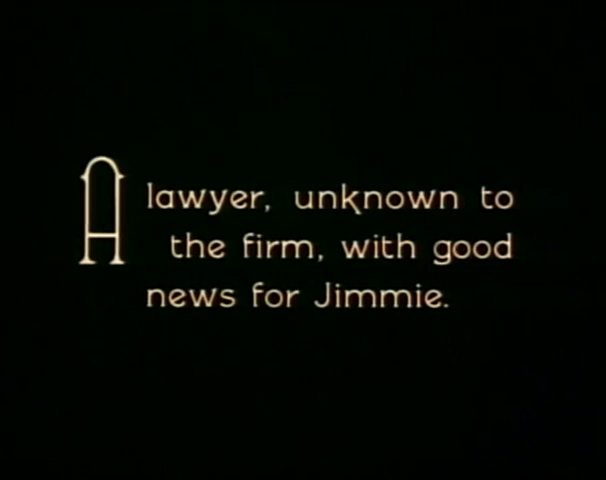 A lawyer, unknown to
the firm, with good
news for Jimmie.